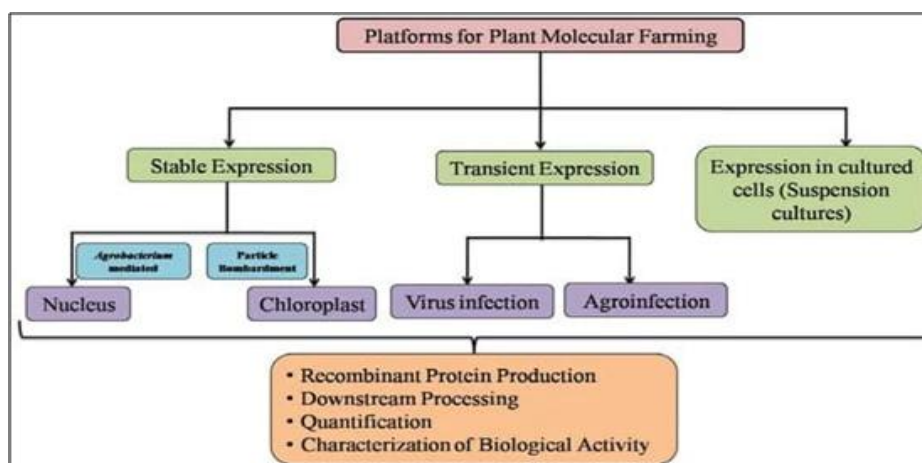 Platforms for Plant Molecular Farming
Stable Expression
Transient Expression
Expression in cultured
cells (Suspension
cultures)
Agrobacterium
mediated
Particle
Bombardment
Nucleus
Chloroplast
Virus infection
Agroinfection
• Recombinant Protein Production
• Downstream Processing
• Quantification
• Characterization of Biological Activity